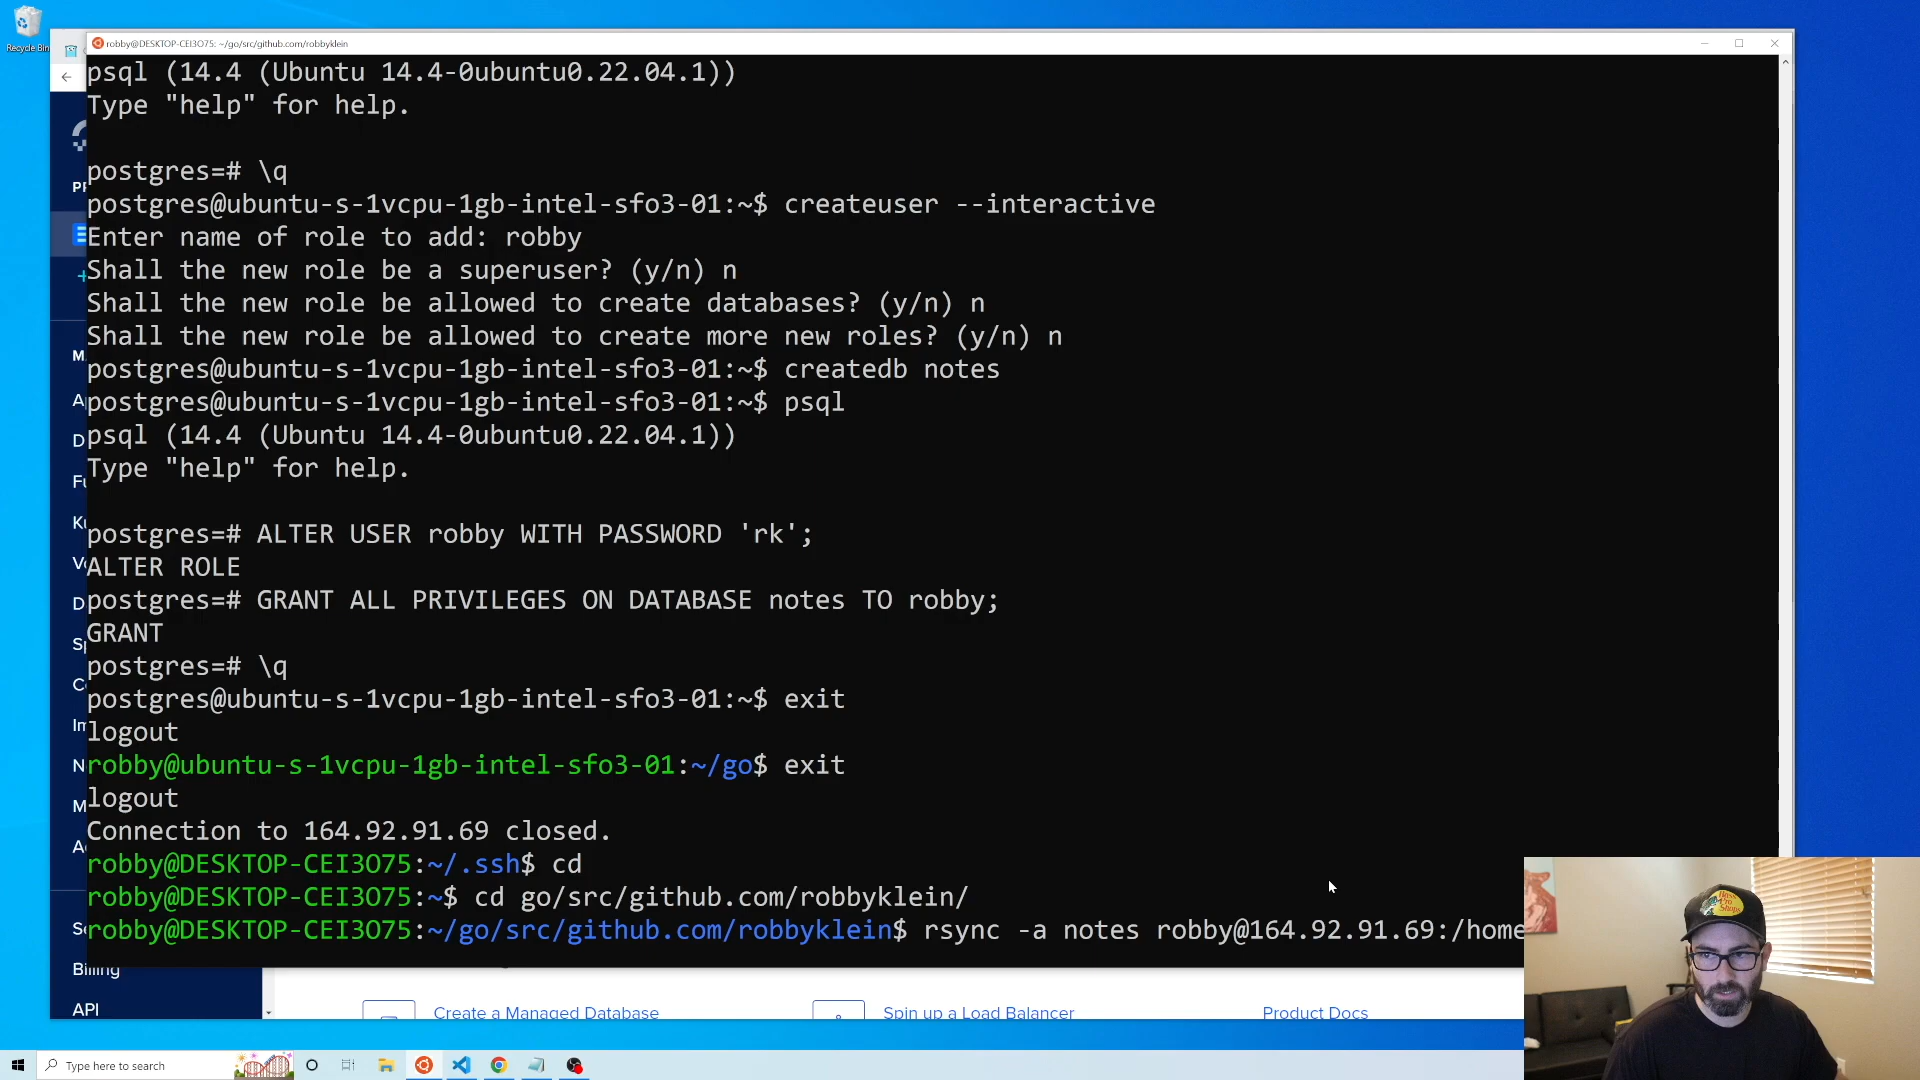 Recycle Bin
robby@DESKTOP-CEI3O75: ~/go/src/github.com/robbyklein
psql (14.4 (Ubuntu 14.4-0ubuntu0.22.04.1))
Type "help" for help.
postgres=# \q
postgres@ubuntu-s-1vcpu-1gb-intel-sfo3-01:~$ createuser --interactive
Enter name of role to add: robby
Shall the new role be a superuser? (y/n) n
Shall the new role be allowed to create databases? (y/n) n
Shall the new role be allowed to create more new roles? (y/n) n
postgres@ubuntu-s-1vcpu-1gb-intel-sfo3-01:~$ createdb notes
postgres@ubuntu-s-1vcpu-1gb-intel-sfo3-01:~$ psql
psql (14.4 (Ubuntu 14.4-0ubuntu0.22.04.1))
Type "help" for help.
postgres=# ALTER USER robby WITH PASSWORD 'rk';
ALTER ROLE
postgres=# GRANT ALL PRIVILEGES ON DATABASE notes TO robby;
GRANT
postgres=# \q
postgres@ubuntu-s-1vcpu-1gb-intel-sfo3-01:~$ exit
logout
robby@ubuntu-s-1vcpu-1gb-intel-sfo3-01:~/go$ exit
logout
Connection to 164.92.91.69 closed.
robby@DESKTOP-CEI3O75:~/.ssh$ cd
robby@DESKTOP-CEI3O75:~$ cd go/src/github.com/robbyklein/
robby@DESKTOP-CEI3O75:~/go/src/github.com/robbyklein$ rsync -a notes robby@164.92.91.69:/home
Billing
API
Create a Managed Database
Spin up a Load Balancer
Product Docs
Type here to search
Bass Pro Shops